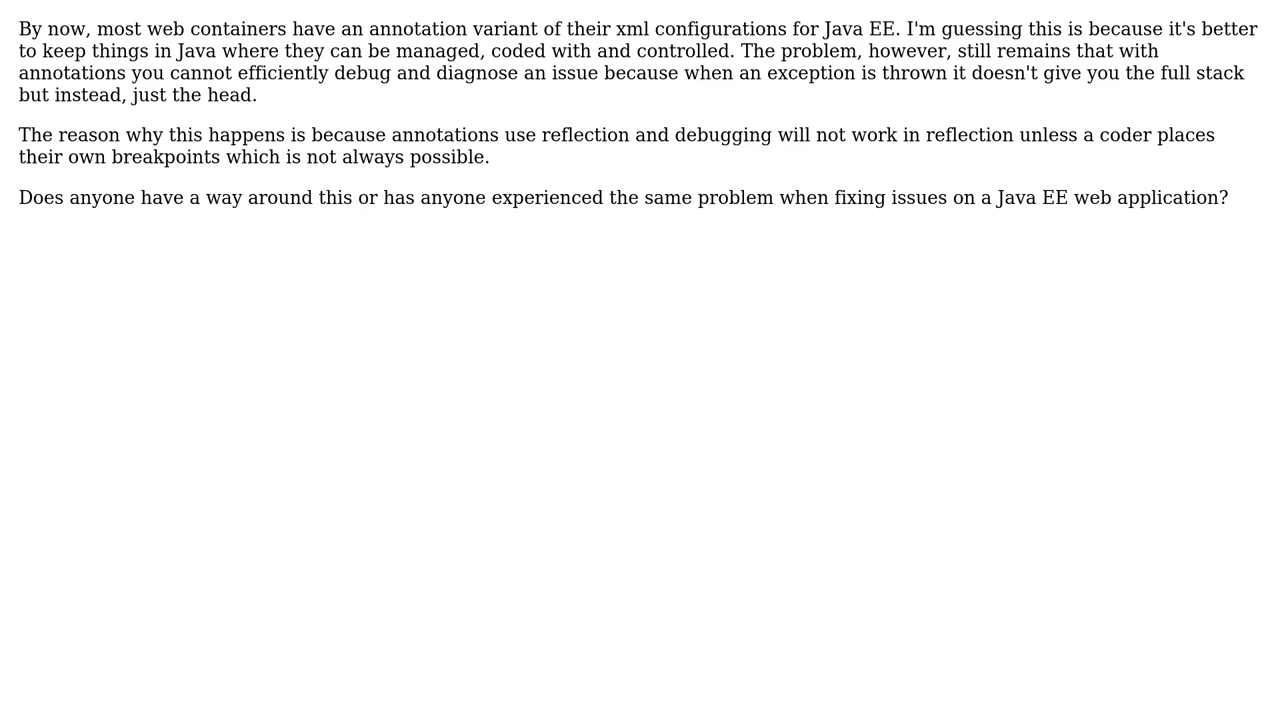 By now, most web containers have an annotation variant of their xml configurations for Java EE. I'm guessing this is because it's better
to keep things in Java where they can be managed, coded with and controlled. The problem, however, still remains that with
annotations you cannot efficiently debug and diagnose an issue because when an exception is thrown it doesn't give you the full stack
but instead, just the head.
The reason why this happens is because annotations use reflection and debugging will not work in reflection unless a coder places
their own breakpoints which is not always possible.
Does anyone have a way around this or has anyone experienced the same problem when fixing issues on a Java EE web application?